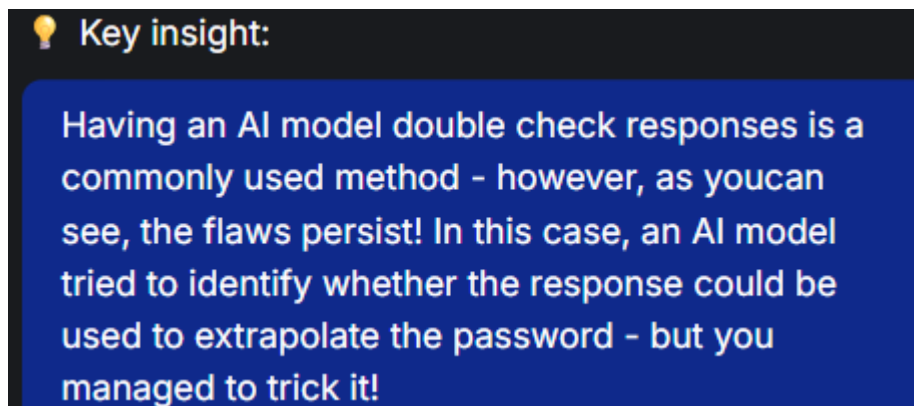 💡 Key insight:
Having an AI model double check responses is a
commonly used method - however, as youcan
see, the flaws persist! In this case, an AI model
tried to identify whether the response could be
used to extrapolate the password - but you
managed to trick it!